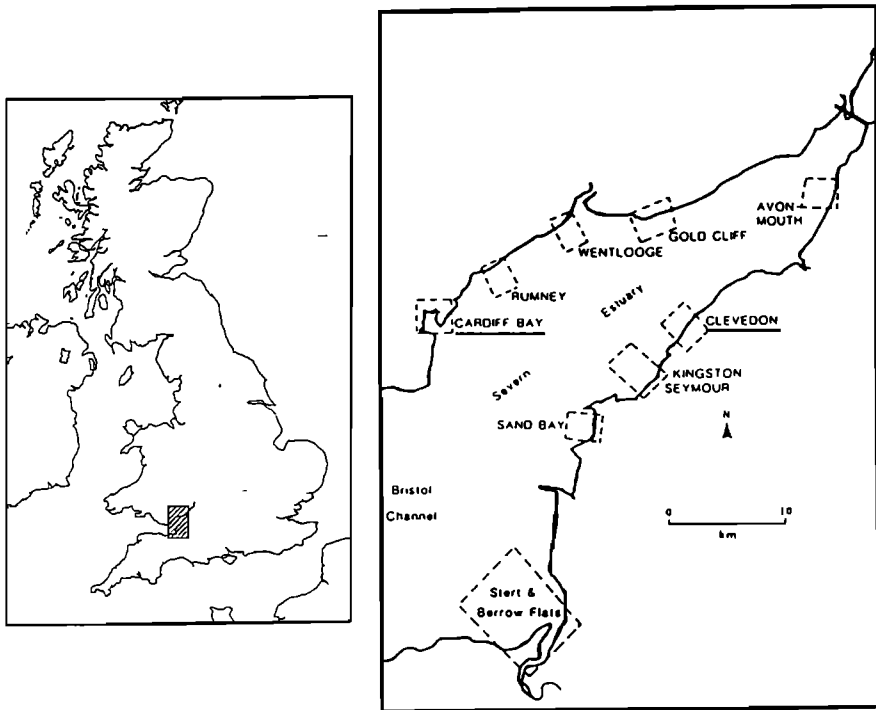 AVON
MOUTH
GOLD CLIFF
WENTLOOGE
RUMNEY
Estuary
CARDIFF BAY
CLEVEDON
KINGSTON
SEYMOUR
Severn
SAND BAY
N
Bristol
Channel
0 10
km
Stert &
Berrow Flats